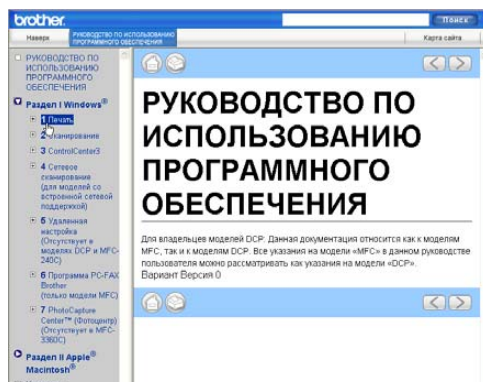 brother
Поиск
Наверх
РУКОВОДСТВО ПО ИСПОЛЬЗОВАНИЮ
ПРОГРАММНОГО ОБЕСПЕЧЕНИЯ
Карта сайта
РУКОВОДСТВО ПО
ИСПОЛЬЗОВАНИЮ
ПРОГРАММНОГО
ОБЕСПЕЧЕНИЯ
Раздел I Windows®
1 Печать
2 Сканирование
3 ControlCenter3
4 Сетевое
сканирование
(для моделей со
встроенной сетевой
поддержкой)
5 Удаленная
настройка
(Отсутствует в
моделях DCP и MFC-
240C)
6 Программа PC-FAX
Brother
(только модели MFC)
7 PhotoCapture
Center™ (Фотоцентр)
(Отсутствует в MFC-
3360C)
Раздел II Apple®
Macintosh®
РУКОВОДСТВО ПО
ИСПОЛЬЗОВАНИЮ
ПРОГРАММНОГО
ОБЕСПЕЧЕНИЯ
Для владельцев моделей DCP: Данная документация относится как к моделям
MFC, так и к моделям DCP. Все указания на модели «MFC» в данном руководстве
пользователя можно рассматривать как указания на модели «DCP».
Вариант Версия 0